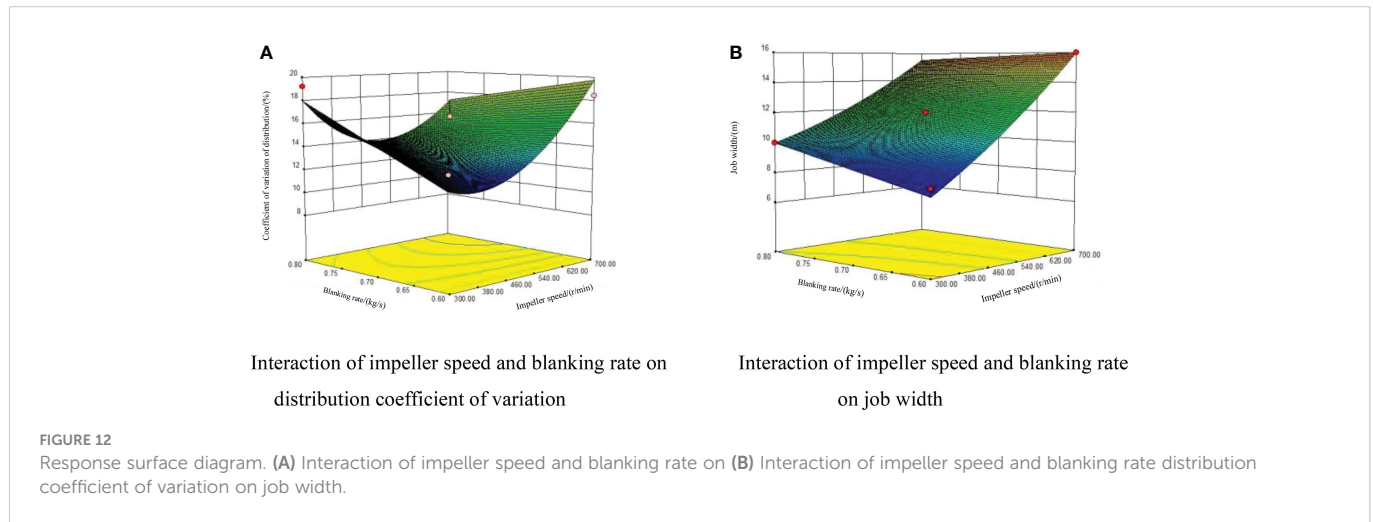 A
20
18
16
14
12
10
8
Coefficient of variation of distribution/(%)
0.80
0.75
0.70
0.65
0.60
Blanking rate/(kg/s)
300.00
380.00
460.00
540.00
620.00
700.00
Impeller speed/(r/min)
B
16
14
12
10
8
6
Job width/(m)
0.80
0.75
0.70
0.65
0.60
Blanking rate/(kg/s)
300.00
380.00
460.00
540.00
620.00
700.00
Impeller speed/(r/min)
Interaction of impeller speed and blanking rate on
distribution coefficient of variation
Interaction of impeller speed and blanking rate
on job width
FIGURE 12
Response surface diagram. (A) Interaction of impeller speed and blanking rate on (B) Interaction of impeller speed and blanking rate distribution
coefficient of variation on job width.